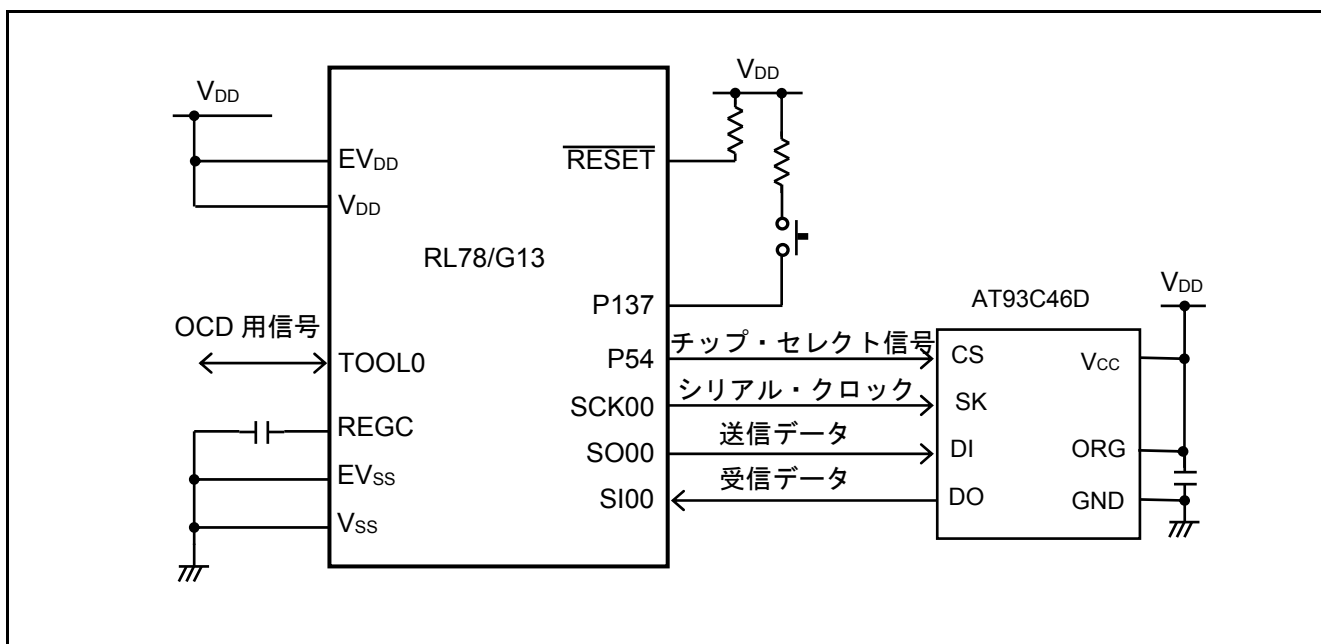 VDD
EVDD
VDD
OCD 用信号
TOOL0
REGC
EVSS
VSS
RL78/G13
RESET
P137
P54
SCK00
SO00
SI00
VDD
チップ・セレクト信号
シリアル・クロック
送信データ
受信データ
AT93C46D
CS
SK
DI
DO
VCC
ORG
GND
VDD